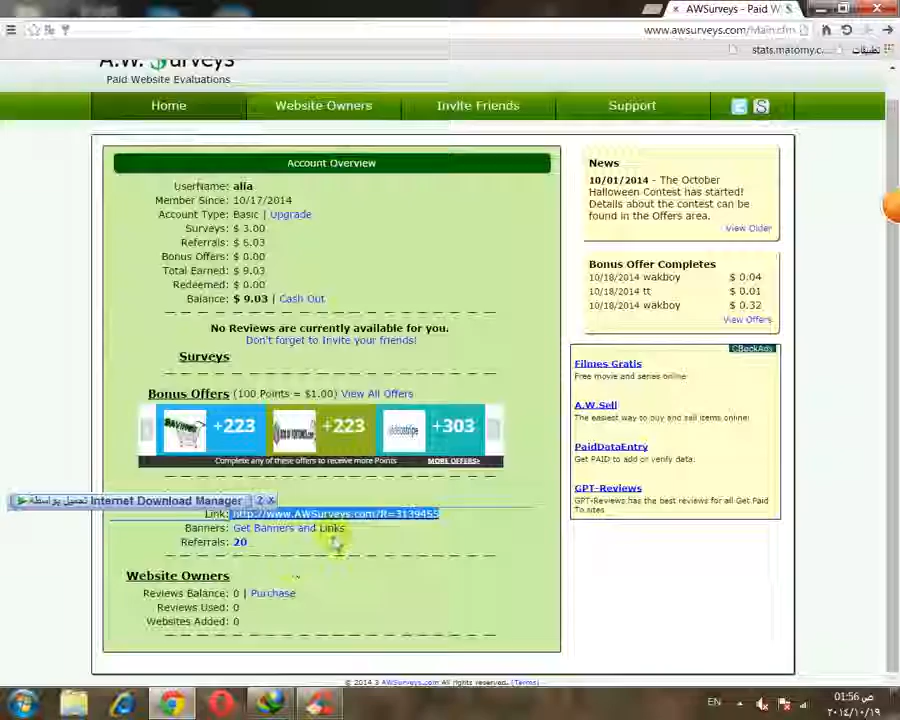 AWSurveys - Paid W
www.awsurveys.com/Main.cfm
stats.matomy.c...
تطبيقات
A.W. Surveys
Paid Website Evaluations
Home
Website Owners
Invite Friends
Support
Account Overview
UserName: alia
Member Since: 10/17/2014
Account Type: Basic | Upgrade
Surveys: $ 3.00
Referrals: $ 6.03
Bonus Offers: $ 0.00
Total Earned: $ 9.03
Redeemed: $ 0.00
Balance: $ 9.03 | Cash Out
No Reviews are currently available for you.
Don't forget to Invite your friends!
Surveys
Bonus Offers (100 Points = $1.00) View All Offers
+223
+223
+303
Complete any of these offers to receive more Points
MORE OFFERS>
تحميل بواسطة Internet Download Manager
Link: http://www.AWSurveys.com/?R=3139455
Banners: Get Banners and Links
Referrals: 20
Website Owners
Reviews Balance: 0 | Purchase
Reviews Used: 0
Websites Added: 0
News
10/01/2014 - The October
Halloween Contest has started!
Details about the contest can be
found in the Offers area.
View Older
Bonus Offer Completes
10/18/2014 wakboy $ 0.04
10/18/2014 tt $ 0.01
10/18/2014 wakboy $ 0.32
View Offers
Filmes Gratis
Free movie and series online
A.W.Sell
The easiest way to buy and sell items online!
PaidDataEntry
Get PAID to add or verify data.
GPT-Reviews
GPT-Reviews has the best reviews for all Get Paid
To sites
All rights reserved. (Terms)
EN
01:56 ص
٢٠١٤/١٠/١٩